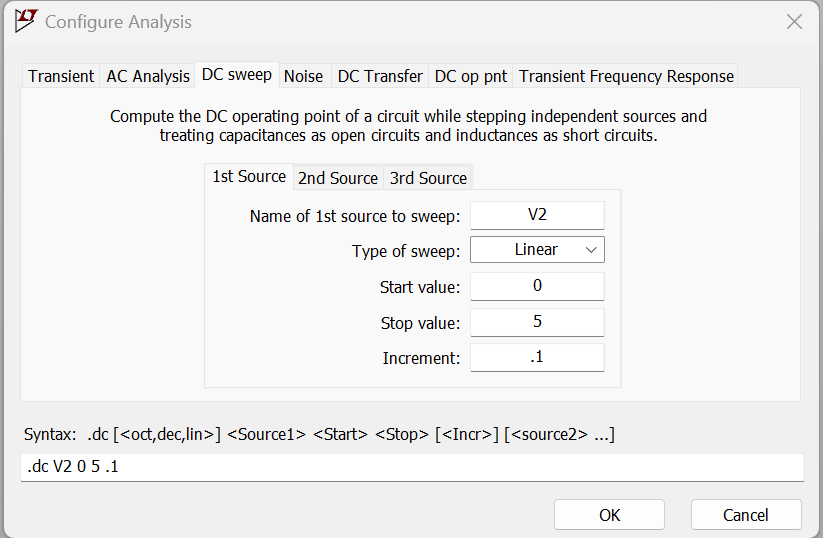 Configure Analysis
Transient AC Analysis DC sweep Noise DC Transfer DC op pnt Transient Frequency Response
Compute the DC operating point of a circuit while stepping independent sources and
treating capacitances as open circuits and inductances as short circuits.
1st Source 2nd Source 3rd Source
Name of 1st source to sweep: V2
Type of sweep: Linear
Start value: 0
Stop value: 5
Increment: .1
Syntax: .dc [<oct,dec,lin>] <Source1> <Start> <Stop> [<Incr>] [<source2> ...]
.dc V2 0 5 .1
OK Cancel